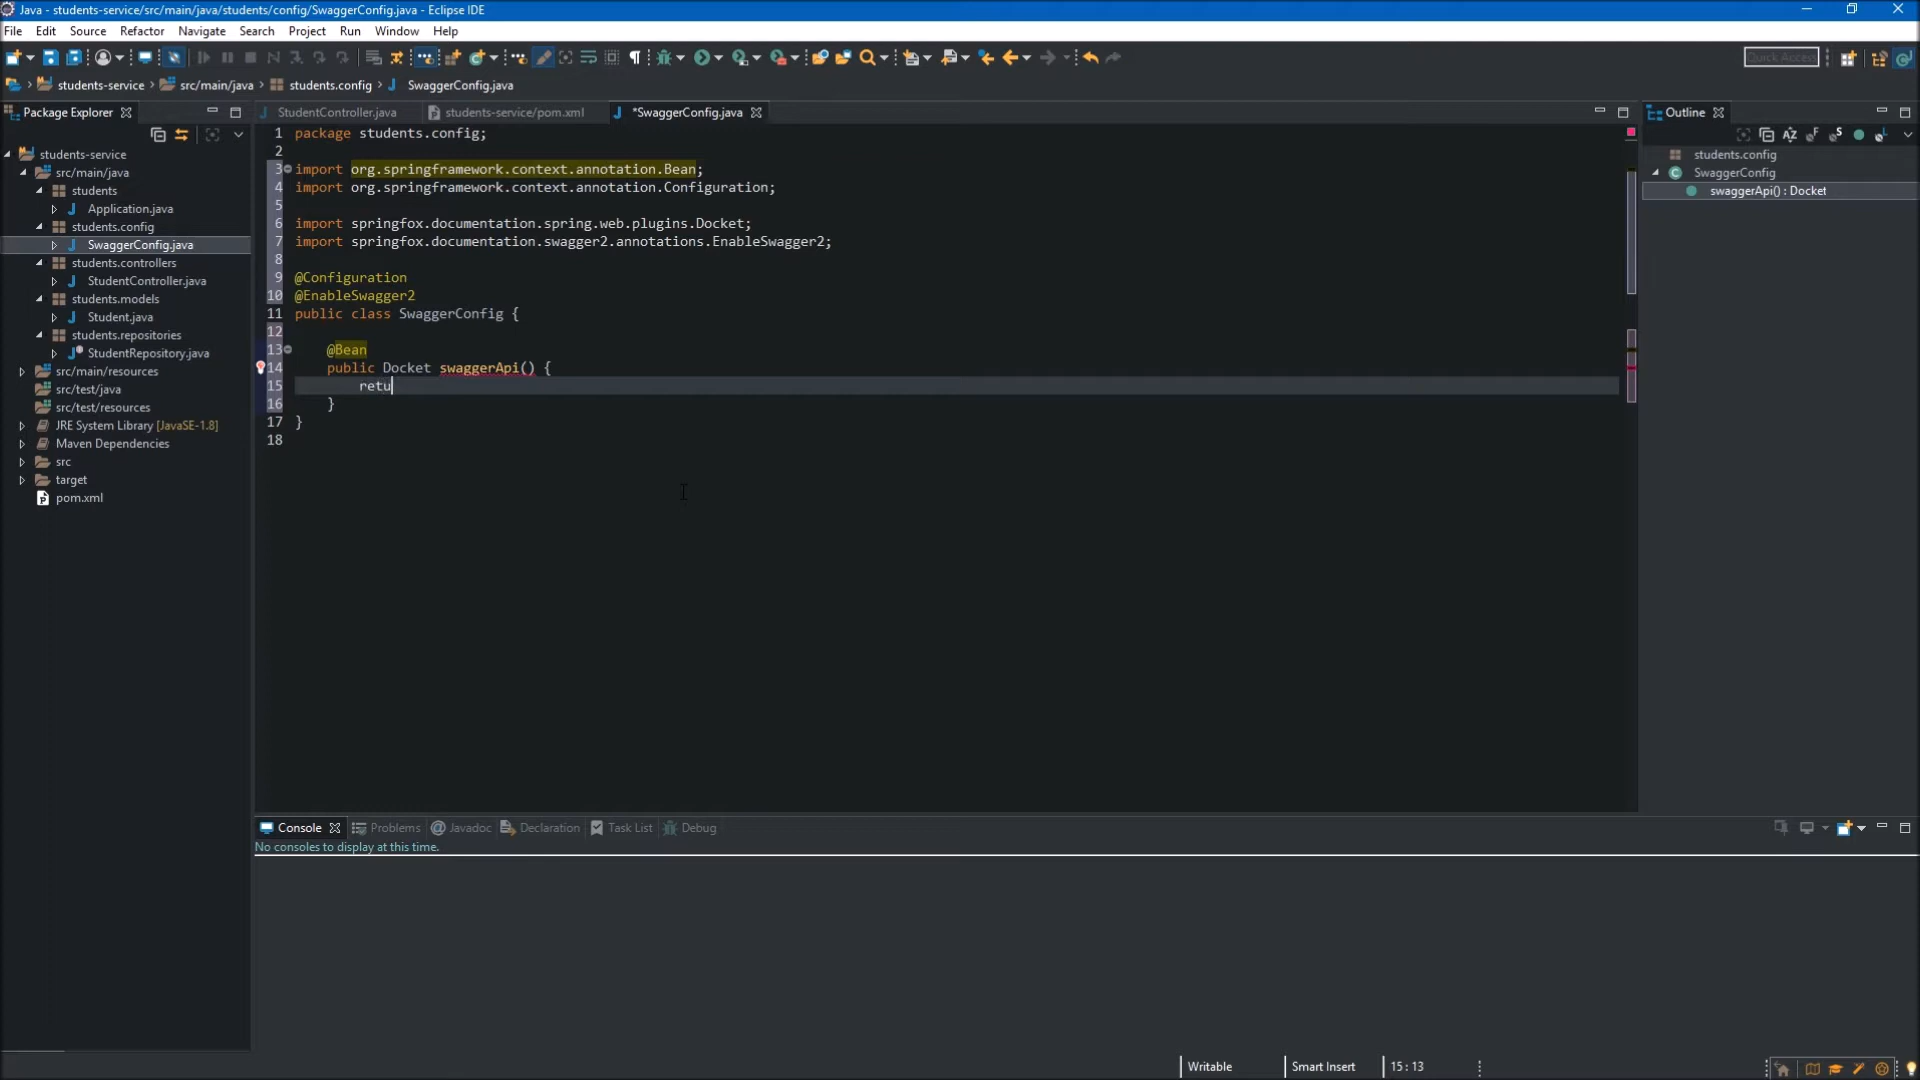 Java - students-service/src/main/java/students/config/SwaggerConfig.java - Eclipse IDE
File Edit Source Refactor Navigate Search Project Run Window Help
Quick Access
students-service src/main/java students.config SwaggerConfig.java
Package Explorer
students-service
src/main/java
students
Application.java
students.config
SwaggerConfig.java
students.controllers
StudentController.java
students.models
Student.java
students.repositories
StudentRepository.java
src/main/resources
src/test/java
src/test/resources
JRE System Library [JavaSE-1.8]
Maven Dependencies
src
target
pom.xml
StudentController.java students-service/pom.xml *SwaggerConfig.java
1 package students.config;
2
3 import org.springframework.context.annotation.Bean;
4 import org.springframework.context.annotation.Configuration;
5
6 import springfox.documentation.spring.web.plugins.Docket;
7 import springfox.documentation.swagger2.annotations.EnableSwagger2;
8
9 @Configuration
10 @EnableSwagger2
11 public class SwaggerConfig {
12
13 @Bean
14 public Docket swaggerApi() {
15 retu
16 }
17 }
18
Outline
students.config
SwaggerConfig
swaggerApi() : Docket
Console Problems @ Javadoc Declaration Task List Debug
No consoles to display at this time.
Writable Smart Insert 15 : 13